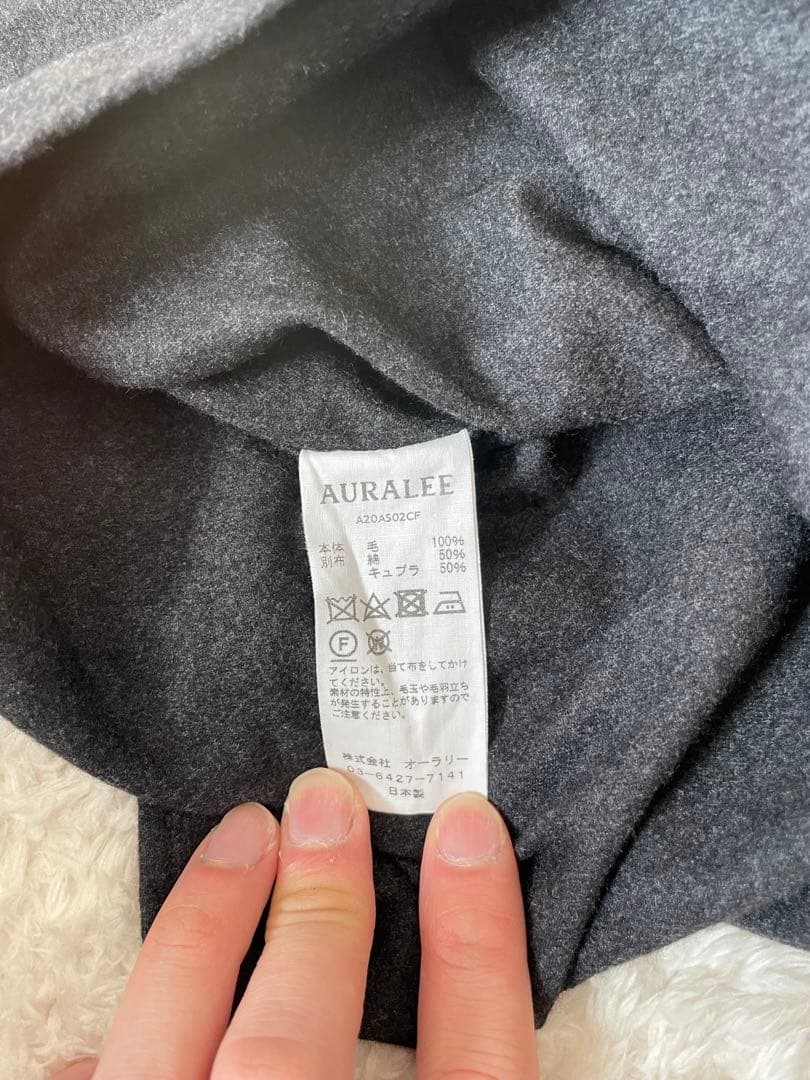 AURALEE
A20AS02CF
本体 毛 100%
別布 綿 50%
キュプラ 50%
F W
アイロンは、当て布をしてかけ
てください。
素材の特性上、毛玉や毛羽立ち
が発生することがありますので
ご注意ください。
株式会社 オーラリー
03-6427-7141
日本製